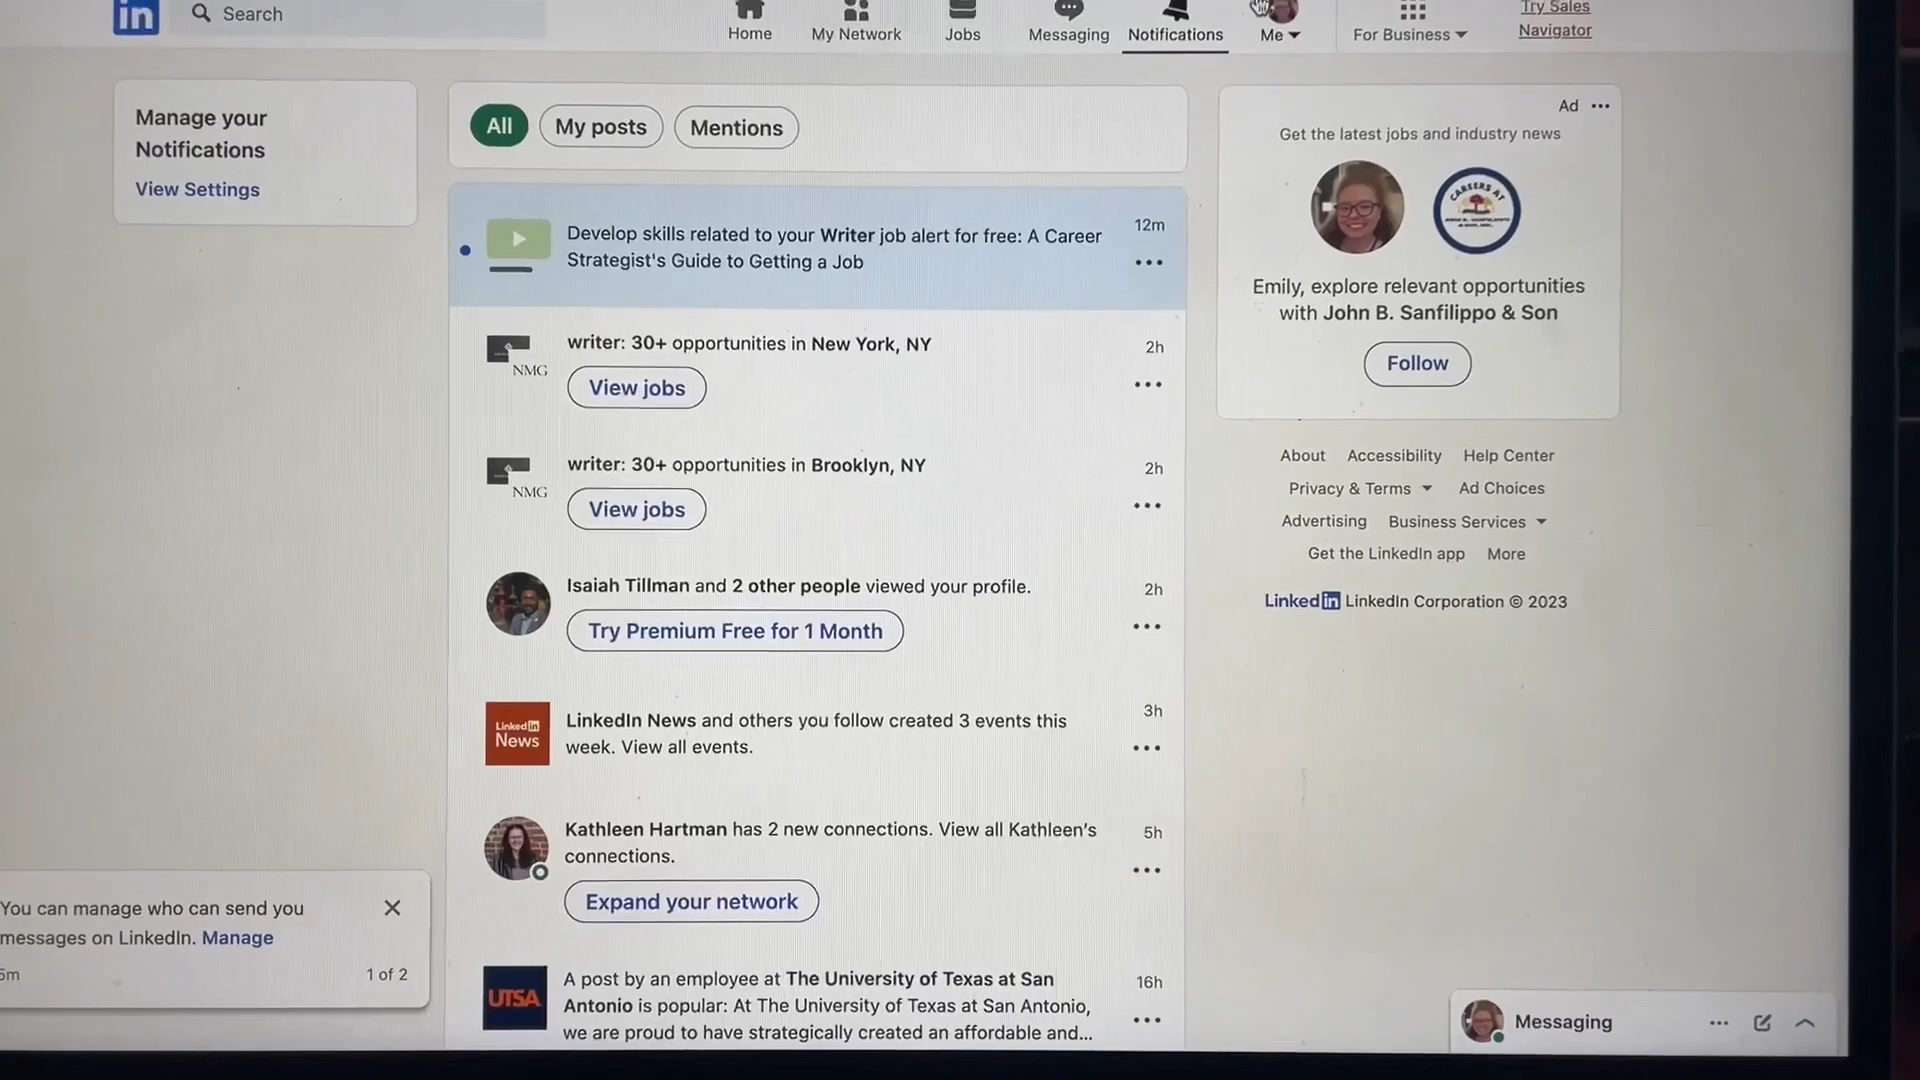 in
Search
Home
My Network
Jobs
Messaging
Notifications
Me
For Business
Try Sales
Navigator
Manage your
Notifications
View Settings
All
My posts
Mentions
Develop skills related to your Writer job alert for free: A Career
Strategist's Guide to Getting a Job
12m
NMG
writer: 30+ opportunities in New York, NY
2h
View jobs
NMG
writer: 30+ opportunities in Brooklyn, NY
2h
View jobs
Isaiah Tillman and 2 other people viewed your profile.
2h
Try Premium Free for 1 Month
LinkedIn
News
LinkedIn News and others you follow created 3 events this
week. View all events.
3h
Kathleen Hartman has 2 new connections. View all Kathleen's
connections.
5h
Expand your network
UTSA
A post by an employee at The University of Texas at San
Antonio is popular: At The University of Texas at San Antonio,
we are proud to have strategically created an affordable and...
16h
Ad
Get the latest jobs and industry news
CAREERS AT
Emily, explore relevant opportunities
with John B. Sanfilippo & Son
Follow
About Accessibility Help Center
Privacy & Terms Ad Choices
Advertising Business Services
Get the LinkedIn app More
LinkedIn LinkedIn Corporation © 2023
You can manage who can send you
messages on LinkedIn. Manage
5m
1 of 2
Messaging